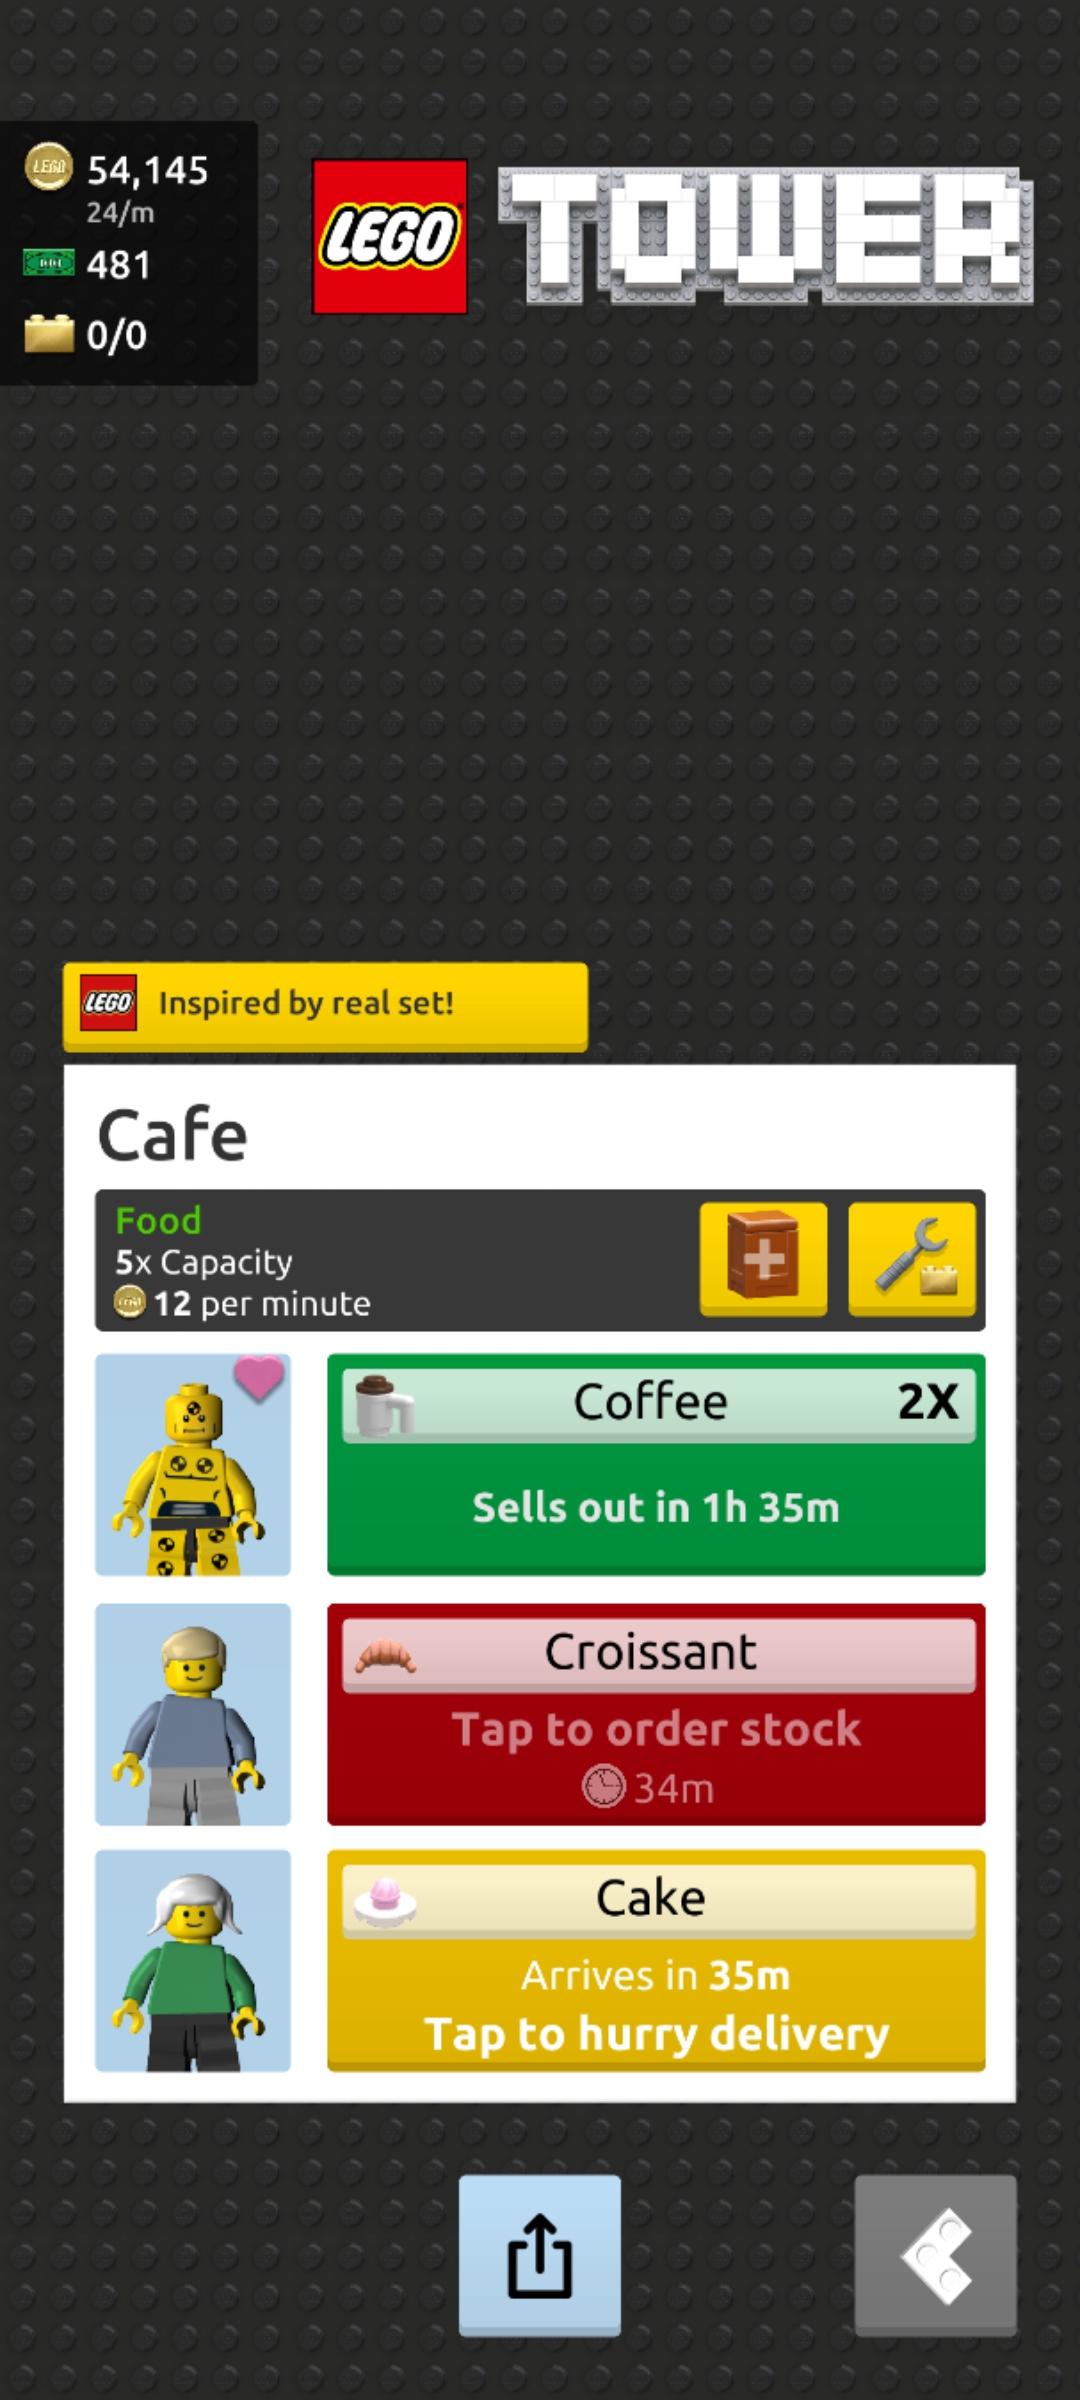 LEGO 54,145
24/m
481
0/0
LEGO TOWER
LEGO Inspired by real set!
Cafe
Food
5x Capacity
12 per minute
Coffee 2X
Sells out in 1h 35m
Croissant
Tap to order stock
34m
Cake
Arrives in 35m
Tap to hurry delivery